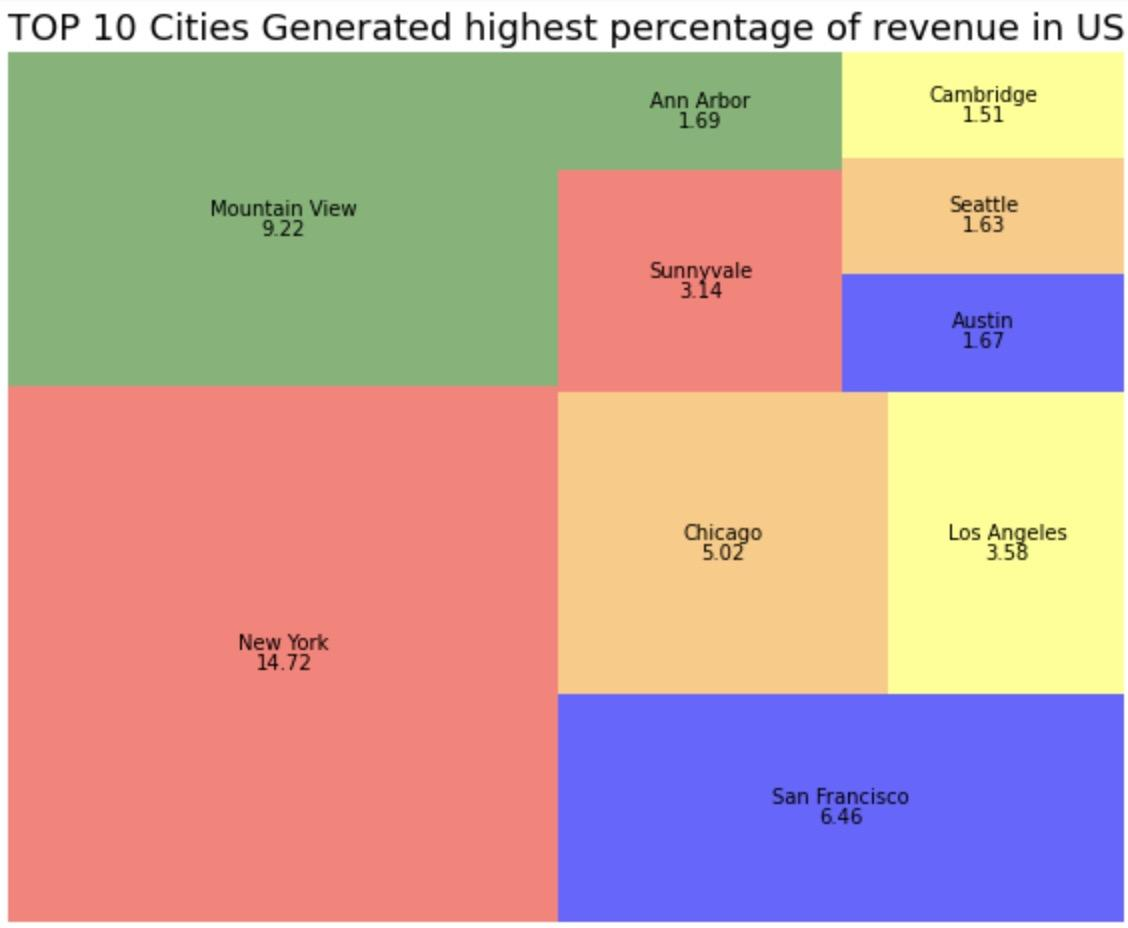 TOP 10 Cities Generated highest percentage of revenue in US
Mountain View
9.22
Ann Arbor
1.69
Cambridge
1.51
Seattle
1.63
Sunnyvale
3.14
Austin
1.67
New York
14.72
Chicago
5.02
Los Angeles
3.58
San Francisco
6.46